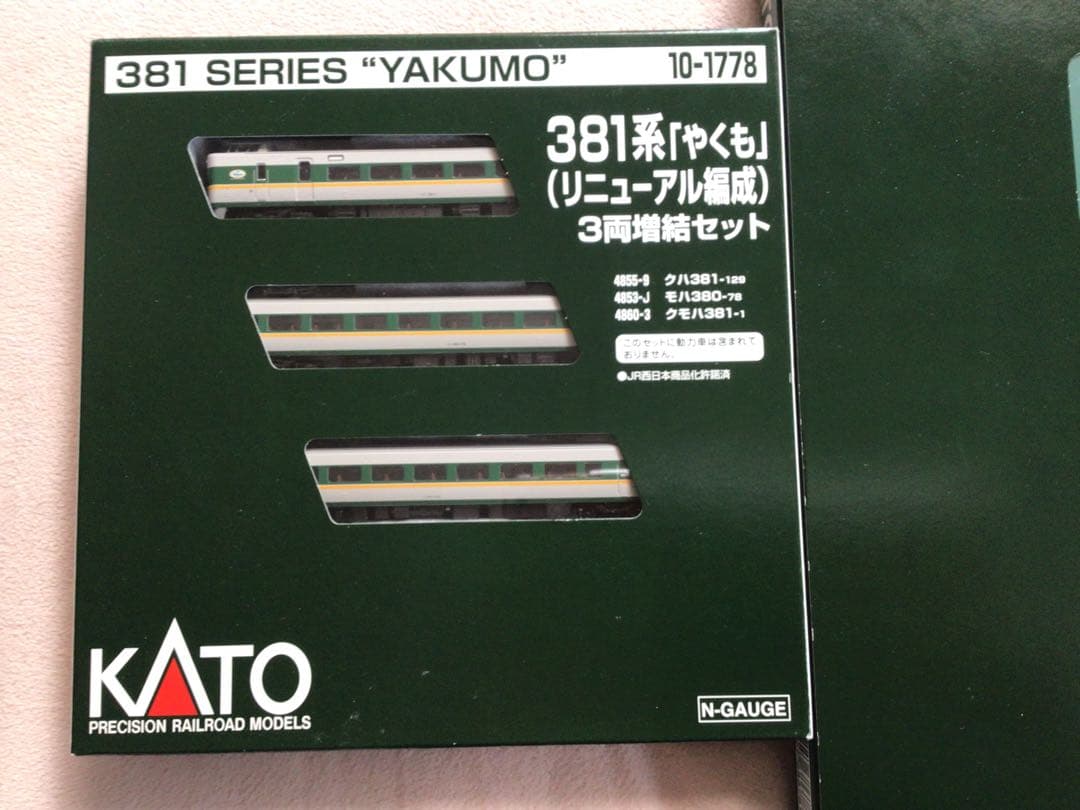 381 SERIES “YAKUMO” 10-1778
381系「やくも」
(リニューアル編成)
3両増結セット
4855-9 クハ381-129
4853-J モハ380-78
4860-3 クモハ381-1
このセットに動力車は含まれて
おりません。
●JR西日本商品化許諾済
KATO
PRECISION RAILROAD MODELS
N-GAUGE